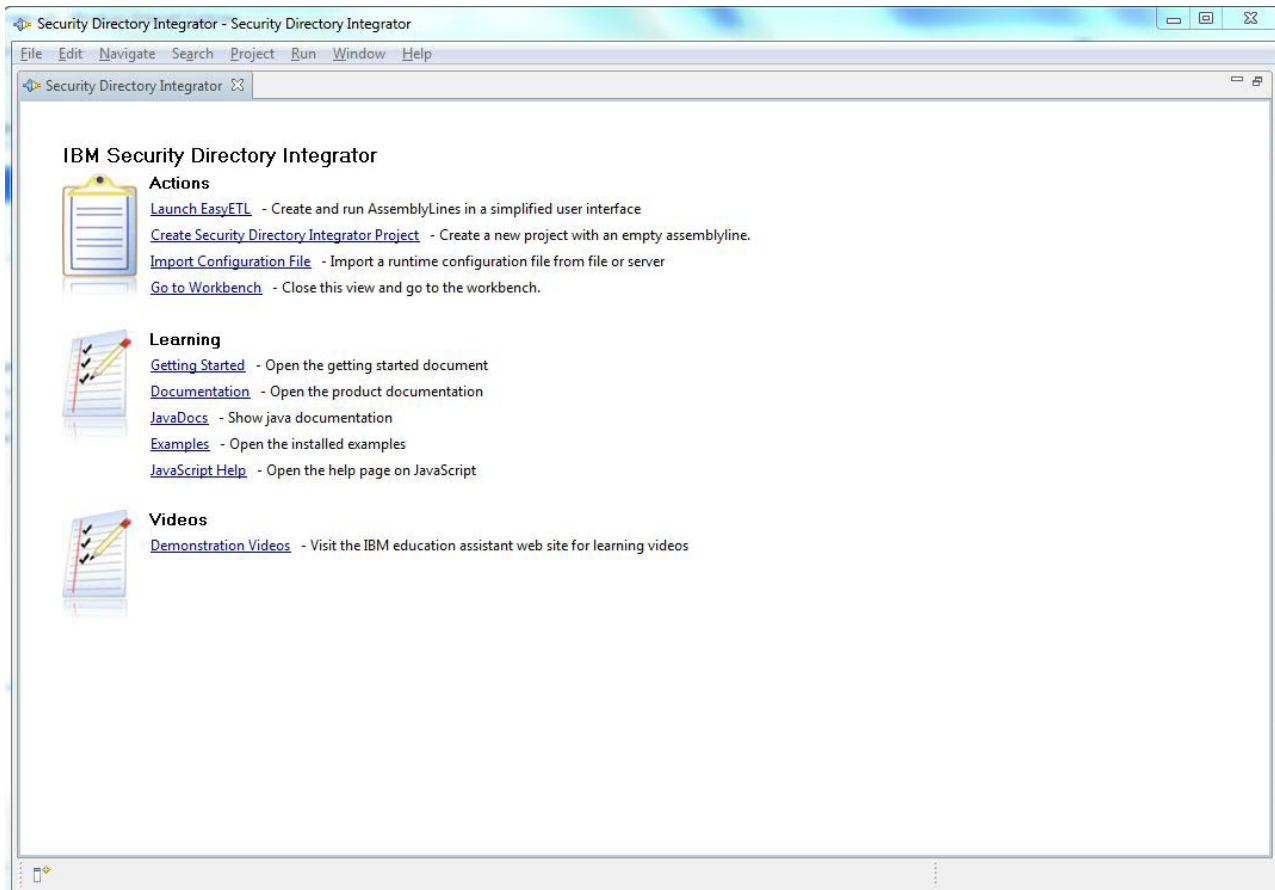 Security Directory Integrator - Security Directory Integrator
File Edit Navigate Search Project Run Window Help
Security Directory Integrator
IBM Security Directory Integrator
Actions
Launch EasyETL - Create and run AssemblyLines in a simplified user interface
Create Security Directory Integrator Project - Create a new project with an empty assemblyline.
Import Configuration File - Import a runtime configuration file from file or server
Go to Workbench - Close this view and go to the workbench.
Learning
Getting Started - Open the getting started document
Documentation - Open the product documentation
JavaDocs - Show java documentation
Examples - Open the installed examples
JavaScript Help - Open the help page on JavaScript
Videos
Demonstration Videos - Visit the IBM education assistant web site for learning videos